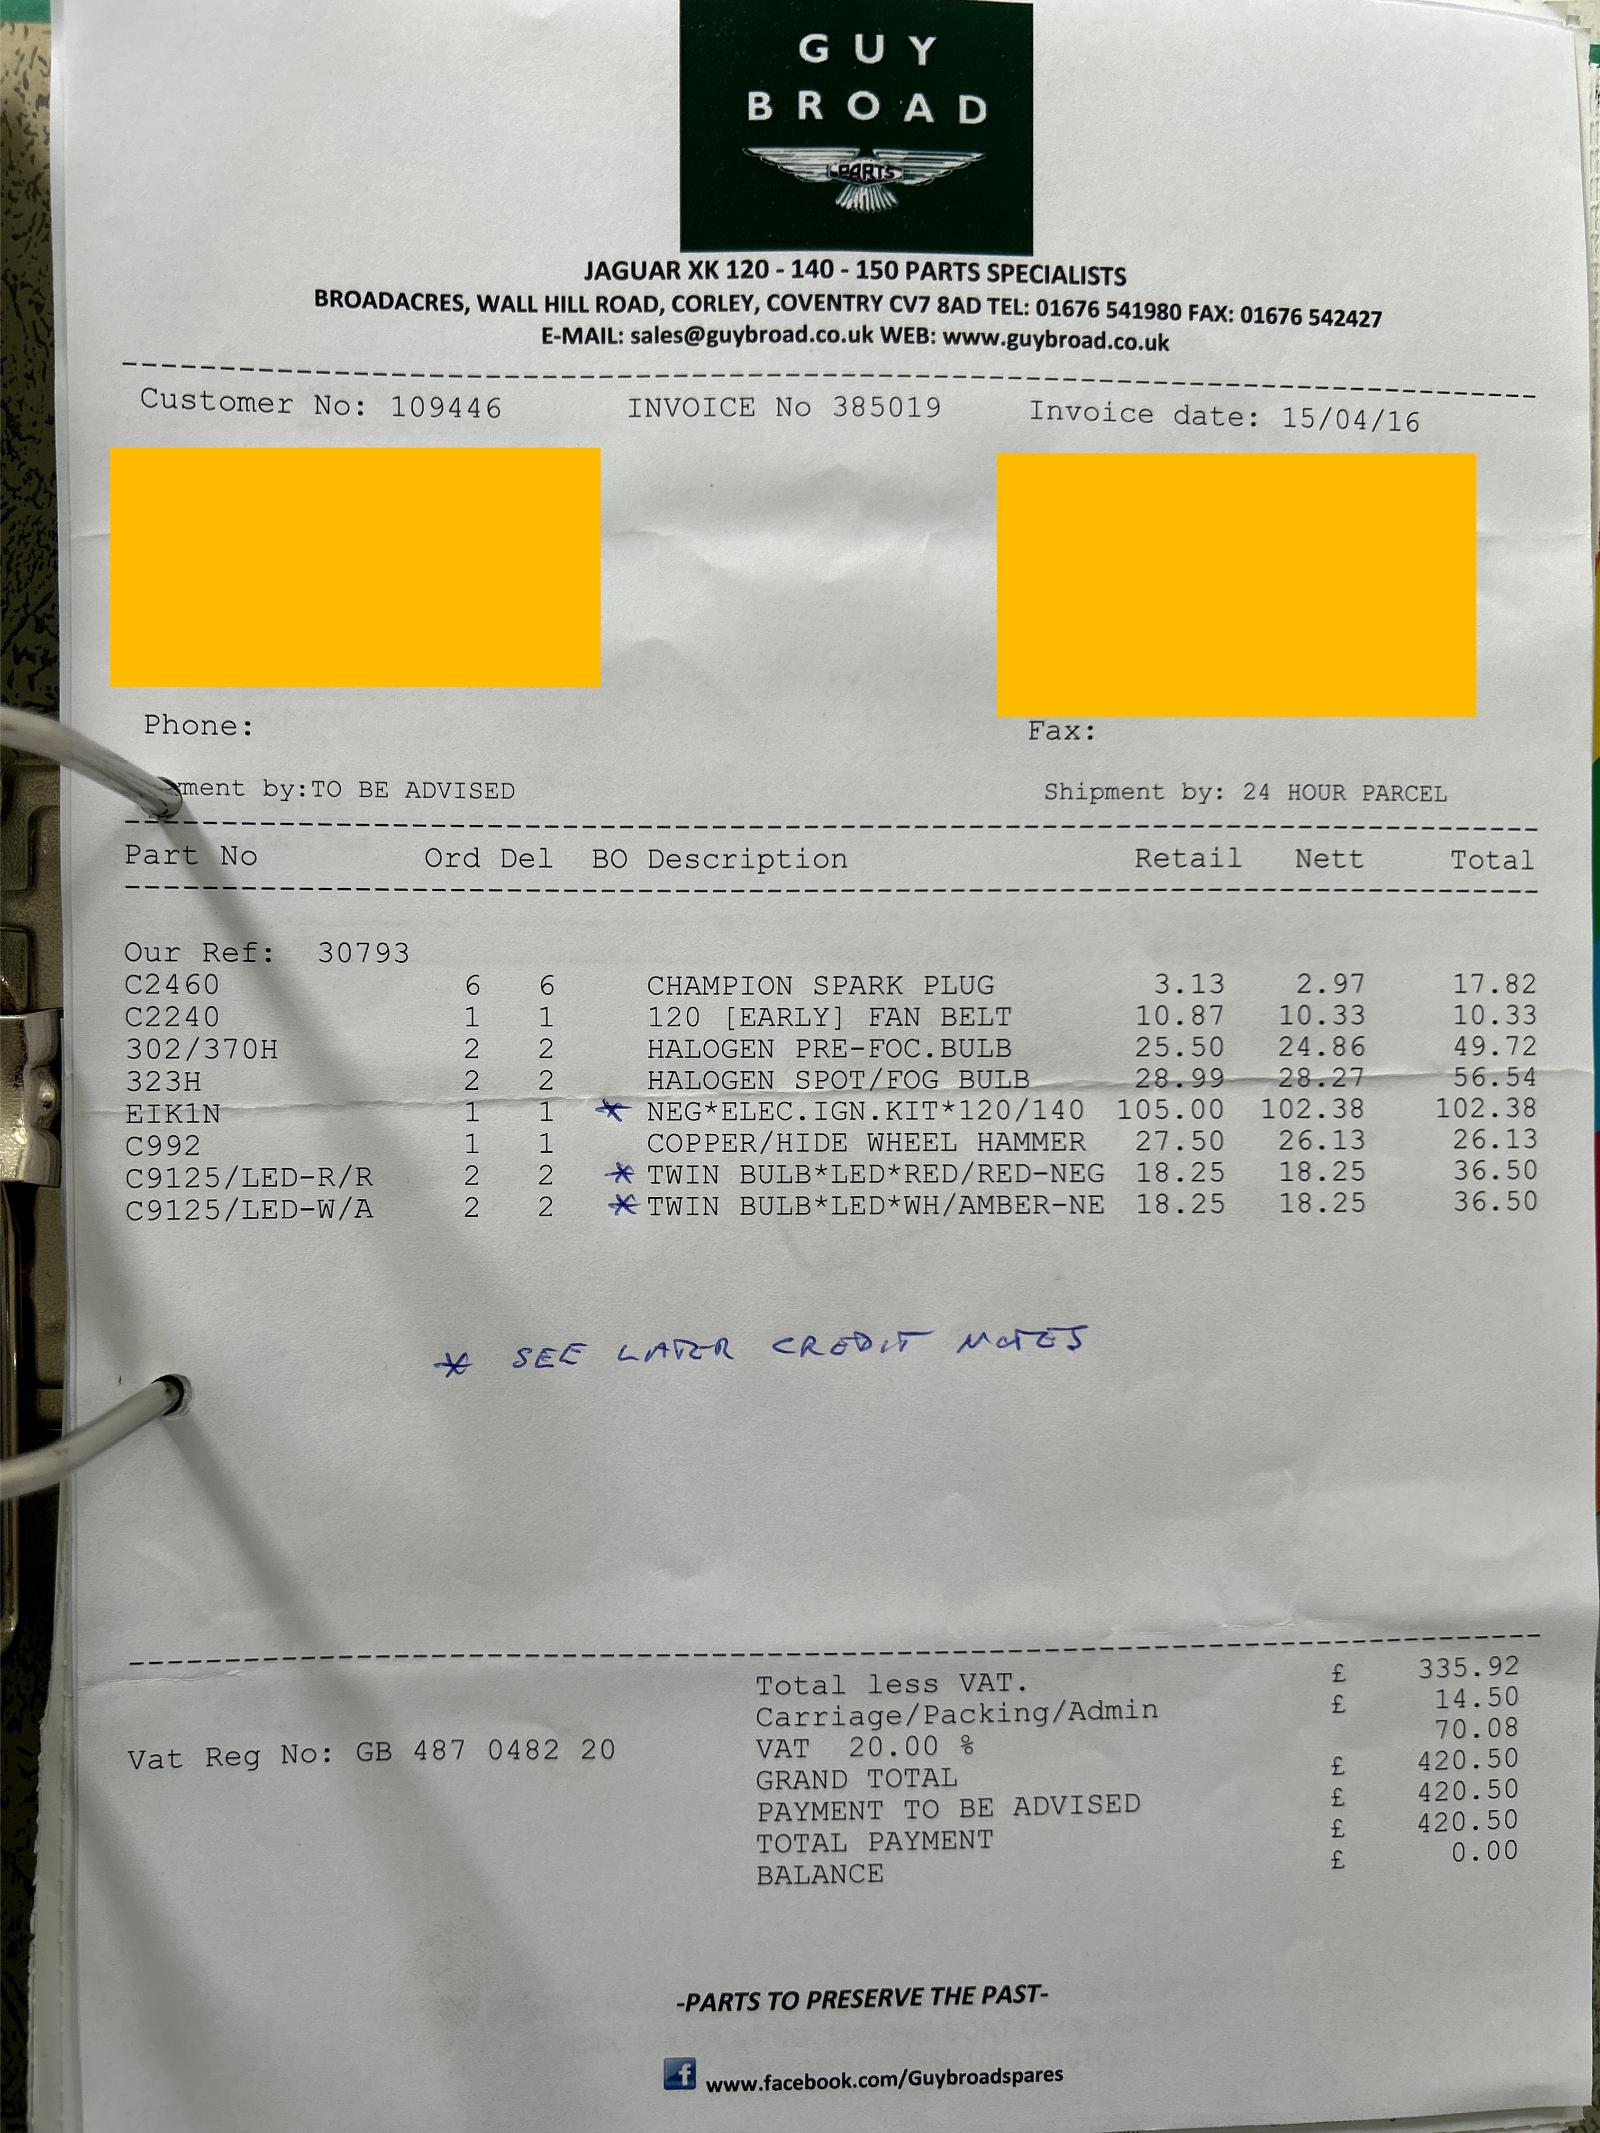 GUY
BROAD
PARTS
JAGUAR XK 120 - 140 - 150 PARTS SPECIALISTS
BROADACRES, WALL HILL ROAD, CORLEY, COVENTRY CV7 8AD TEL: 01676 541980 FAX: 01676 542427
E-MAIL: sales@guybroad.co.uk WEB: www.guybroad.co.uk
Customer No: 109446 INVOICE No 385019 Invoice date: 15/04/16
Phone: Fax:
yment by:TO BE ADVISED Shipment by: 24 HOUR PARCEL
Part No Ord Del BO Description Retail Nett Total
Our Ref: 30793
C2460 6 6 CHAMPION SPARK PLUG 3.13 2.97 17.82
C2240 1 1 120 [EARLY] FAN BELT 10.87 10.33 10.33
302/370H 2 2 HALOGEN PRE-FOC.BULB 25.50 24.86 49.72
323H 2 2 HALOGEN SPOT/FOG BULB 28.99 28.27 56.54
EIK1N 1 1 * NEG*ELEC.IGN.KIT*120/140 105.00 102.38 102.38
C992 1 1 COPPER/HIDE WHEEL HAMMER 27.50 26.13 26.13
C9125/LED-R/R 2 2 * TWIN BULB*LED*RED/RED-NEG 18.25 18.25 36.50
C9125/LED-W/A 2 2 * TWIN BULB*LED*WH/AMBER-NE 18.25 18.25 36.50
* SEE LATER CREDIT NOTES
Total less VAT. £ 335.92
Carriage/Packing/Admin £ 14.50
Vat Reg No: GB 487 0482 20 VAT 20.00 % 70.08
GRAND TOTAL £ 420.50
PAYMENT TO BE ADVISED £ 420.50
TOTAL PAYMENT £ 420.50
BALANCE £ 0.00
-PARTS TO PRESERVE THE PAST-
f www.facebook.com/Guybroadspares